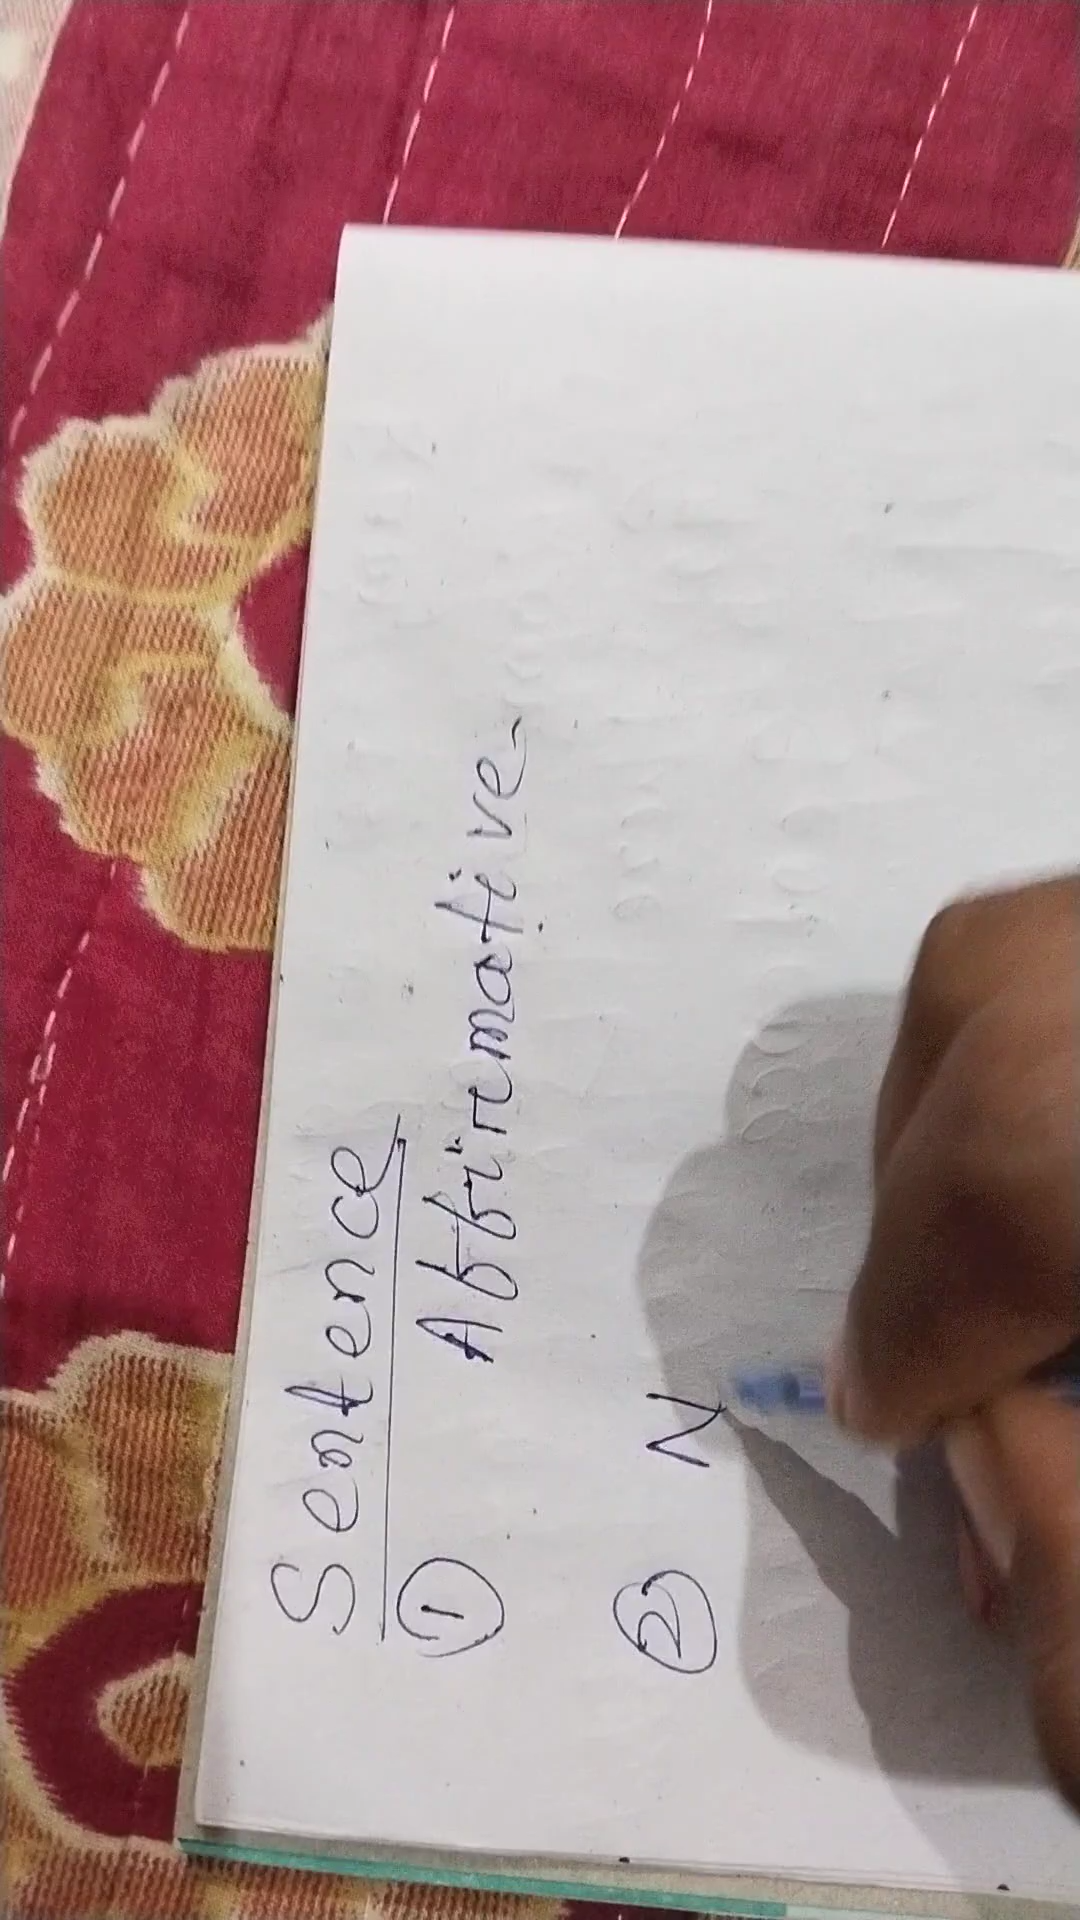 Sentence
① Affirmative
② N